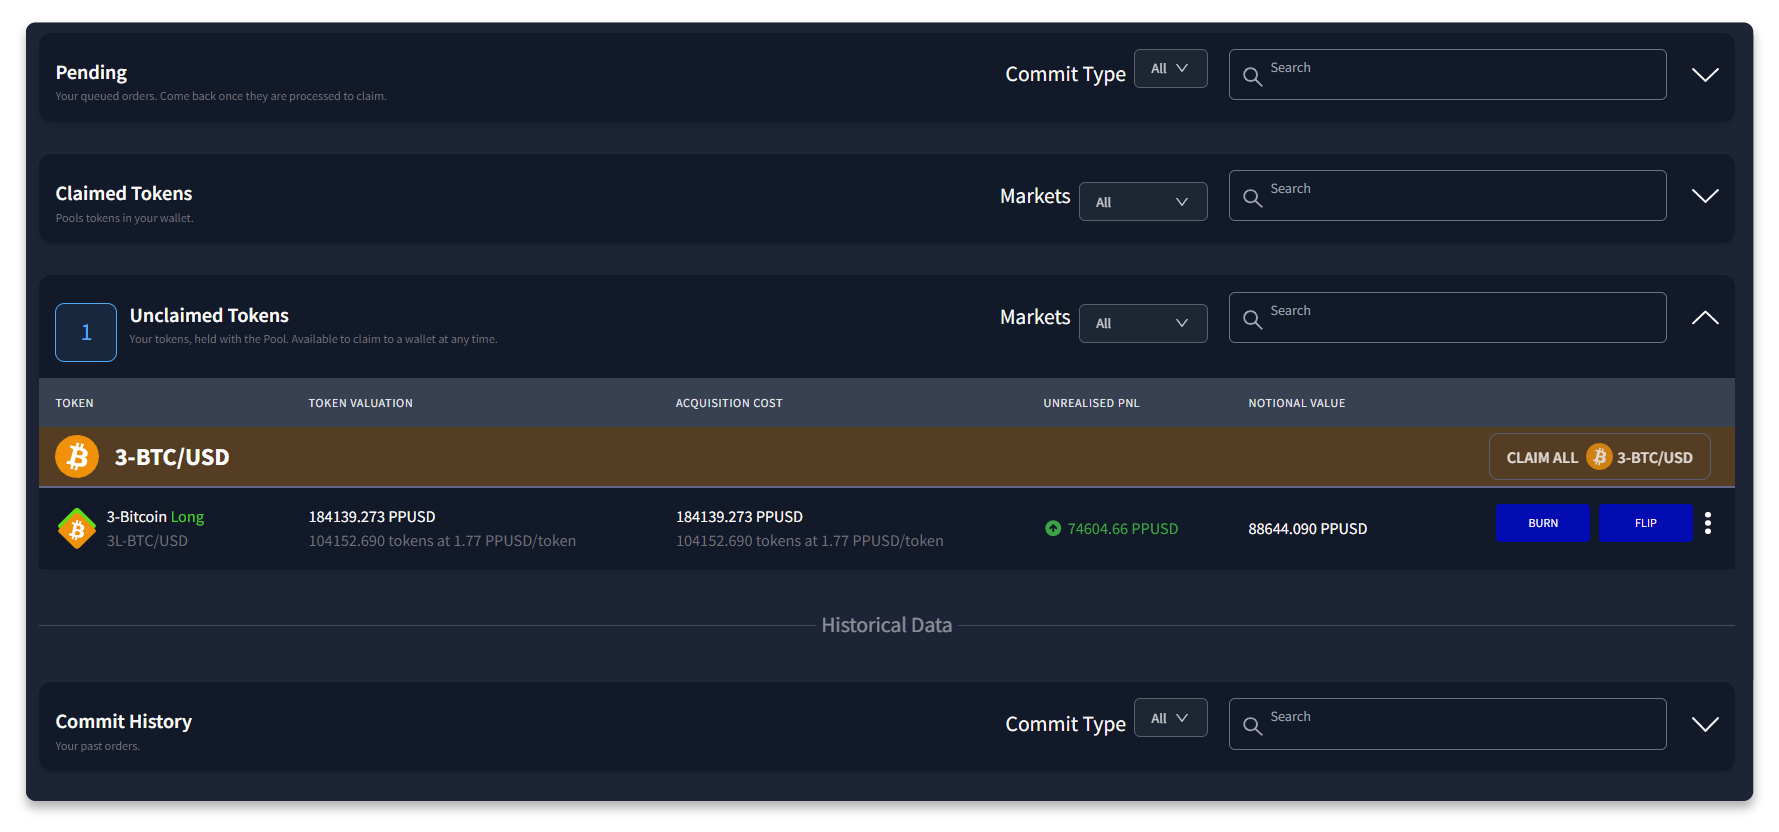 Pending
Your queued orders. Come back once they are processed to claim.
Commit Type All Search
Claimed Tokens
Pools tokens in your wallet.
Markets All Search
1
Unclaimed Tokens
Your tokens, held with the Pool. Available to claim to a wallet at any time.
Markets All Search
TOKEN TOKEN VALUATION ACQUISITION COST UNREALISED PNL NOTIONAL VALUE
3-BTC/USD CLAIM ALL 3-BTC/USD
3-Bitcoin Long 184139.273 PPUSD 184139.273 PPUSD 74604.66 PPUSD 88644.090 PPUSD BURN FLIP
3L-BTC/USD 104152.690 tokens at 1.77 PPUSD/token 104152.690 tokens at 1.77 PPUSD/token
Historical Data
Commit History
Your past orders.
Commit Type All Search